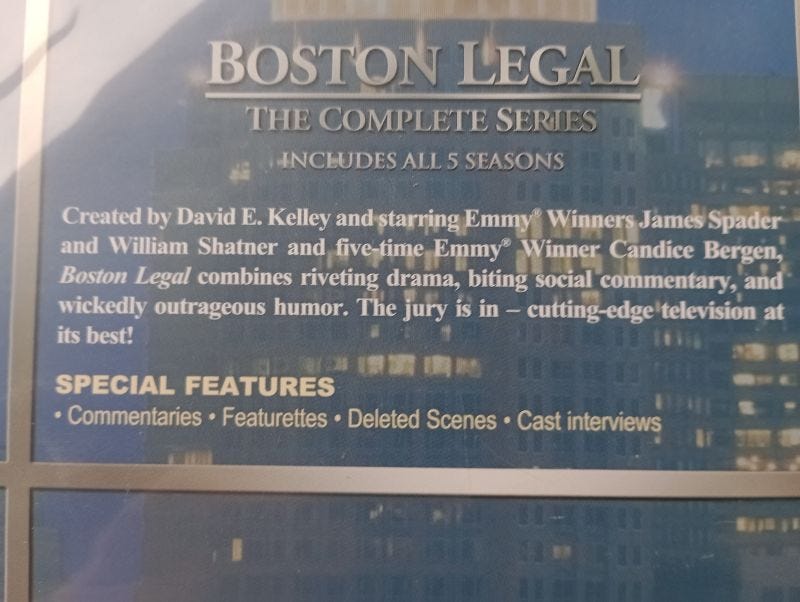 BOSTON LEGAL
THE COMPLETE SERIES
INCLUDES ALL 5 SEASONS
Created by David E. Kelley and starring Emmy® Winners James Spader
and William Shatner and five-time Emmy® Winner Candice Bergen,
Boston Legal combines riveting drama, biting social commentary, and
wickedly outrageous humor. The jury is in – cutting-edge television at
its best!
SPECIAL FEATURES
• Commentaries • Featurettes • Deleted Scenes • Cast interviews